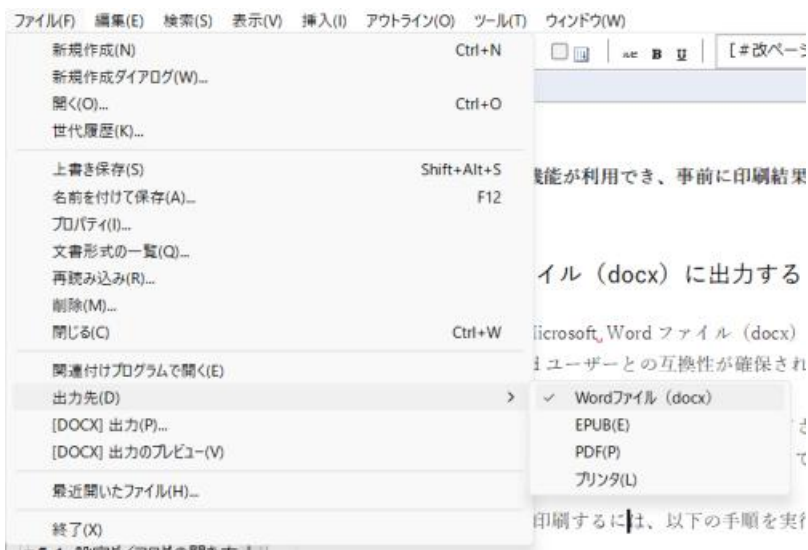 ファイル(F) 編集(E) 検索(S) 表示(V) 挿入(I) アウトライン(O) ツール(T) ウィンドウ(W)
新規作成(N) Ctrl+N
B U [#改ペー
新規作成ダイアログ(W)...
開く(O)... Ctrl+O
世代履歴(K)...
上書き保存(S) Shift+Alt+S
機能が利用でき、事前に印刷結果
名前を付けて保存(A)... F12
プロパティ(I)...
文書形式の一覧(Q)...
再読み込み(R)...
イル（docx）に出力する
削除(M)...
閉じる(C) Ctrl+W
icrosoft Word ファイル（docx）
関連付けプログラムで開く(E)
ユーザーとの互換性が確保され
出力先(D)
Wordファイル（docx）
[DOCX] 出力(P)...
EPUB(E)
[DOCX] 出力のプレビュー(V)
PDF(P)
プリンタ(L)
最近開いたファイル(H)...
印刷するには、以下の手順を実行
終了(X)